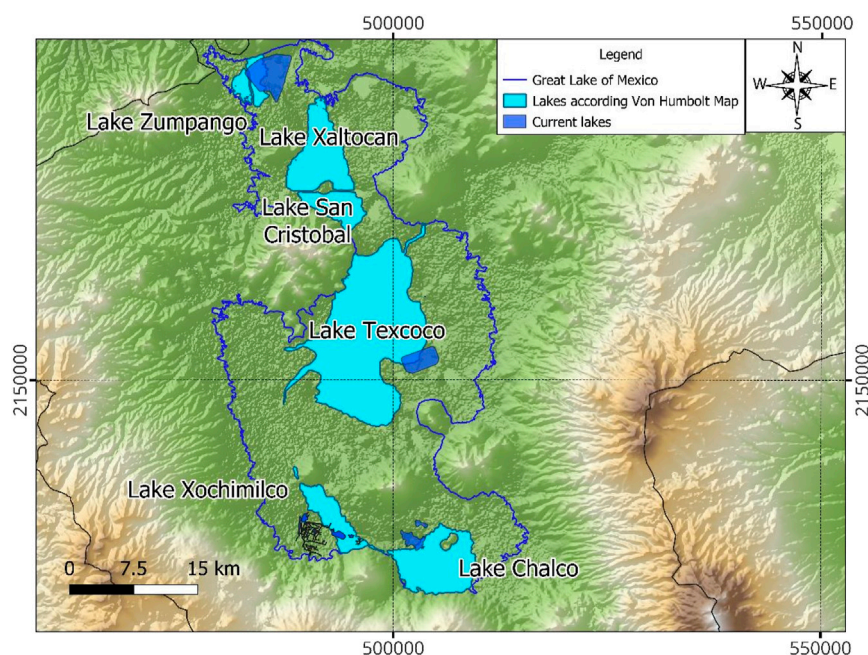 500000
550000
Legend
Great Lake of Mexico
Lakes according Von Humbolt Map
Current lakes
N
W
E
S
Lake Zumpango
Lake Xaltocan
Lake San
Cristobal
Lake Texcoco
2150000
2150000
Lake Xochimilco
Lake Chalco
0 7.5 15 km
500000
550000